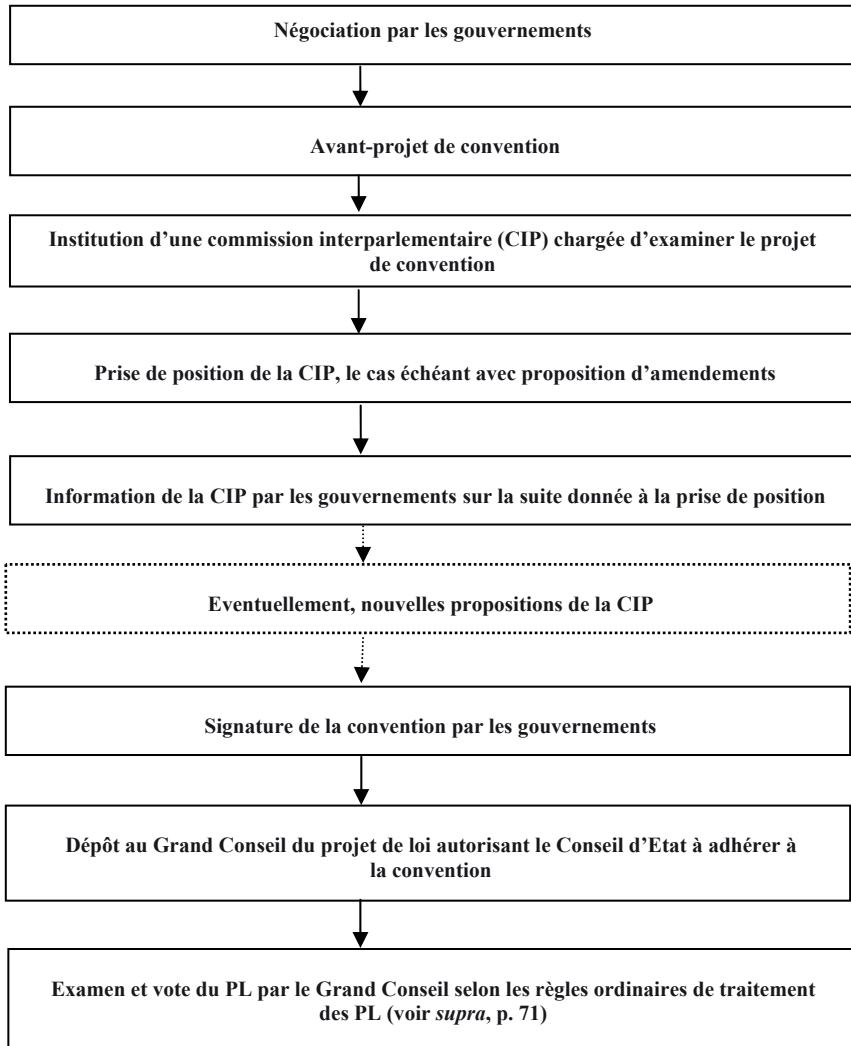 Négociation par les gouvernements
Avant-projet de convention
Institution d’une commission interparlementaire (CIP) chargée d’examiner le projet
de convention
Prise de position de la CIP, le cas échéant avec proposition d’amendements
Information de la CIP par les gouvernements sur la suite donnée à la prise de position
Eventuellement, nouvelles propositions de la CIP
Signature de la convention par les gouvernements
Dépôt au Grand Conseil du projet de loi autorisant le Conseil d’Etat à adhérer à
la convention
Examen et vote du PL par le Grand Conseil selon les règles ordinaires de traitement
des PL (voir supra, p. 71)